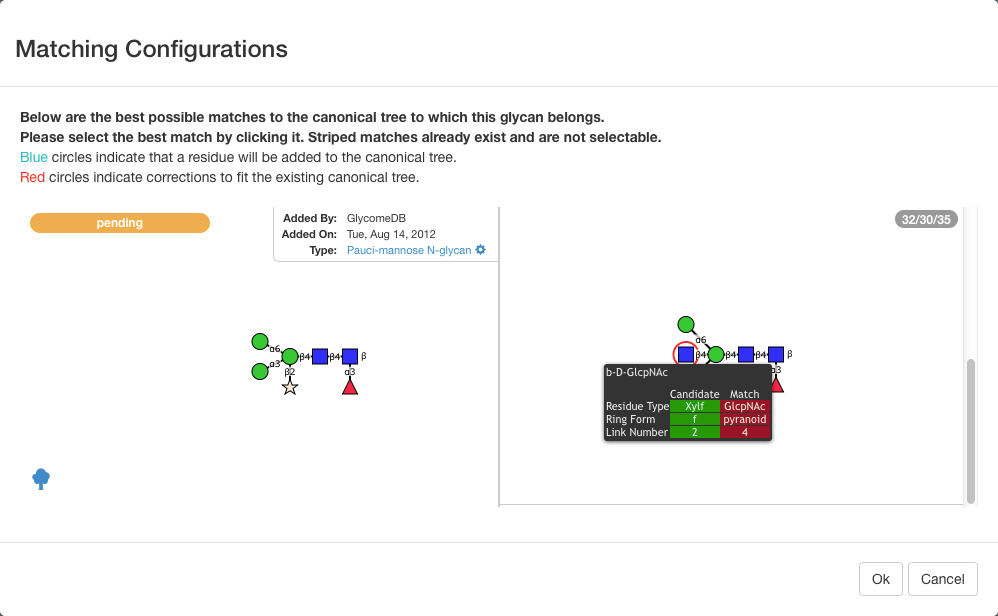 Matching Configurations
Below are the best possible matches to the canonical tree to which this glycan belongs.
Please select the best match by clicking it. Striped matches already exist and are not selectable.
Blue circles indicate that a residue will be added to the canonical tree.
Red circles indicate corrections to fit the existing canonical tree.
pending
Added By: GlycomeDB
Added On: Tue, Aug 14, 2012
Type: Pauci-mannose N-glycan
α6
β4 β4 β
α3
β2 α3
32/30/35
α6
β4 β4 β4 β
α3
b-D-GlcpNAc
Candidate Match
Residue Type Xylf GlcpNAc
Ring Form f pyranoid
Link Number 2 4
Ok Cancel